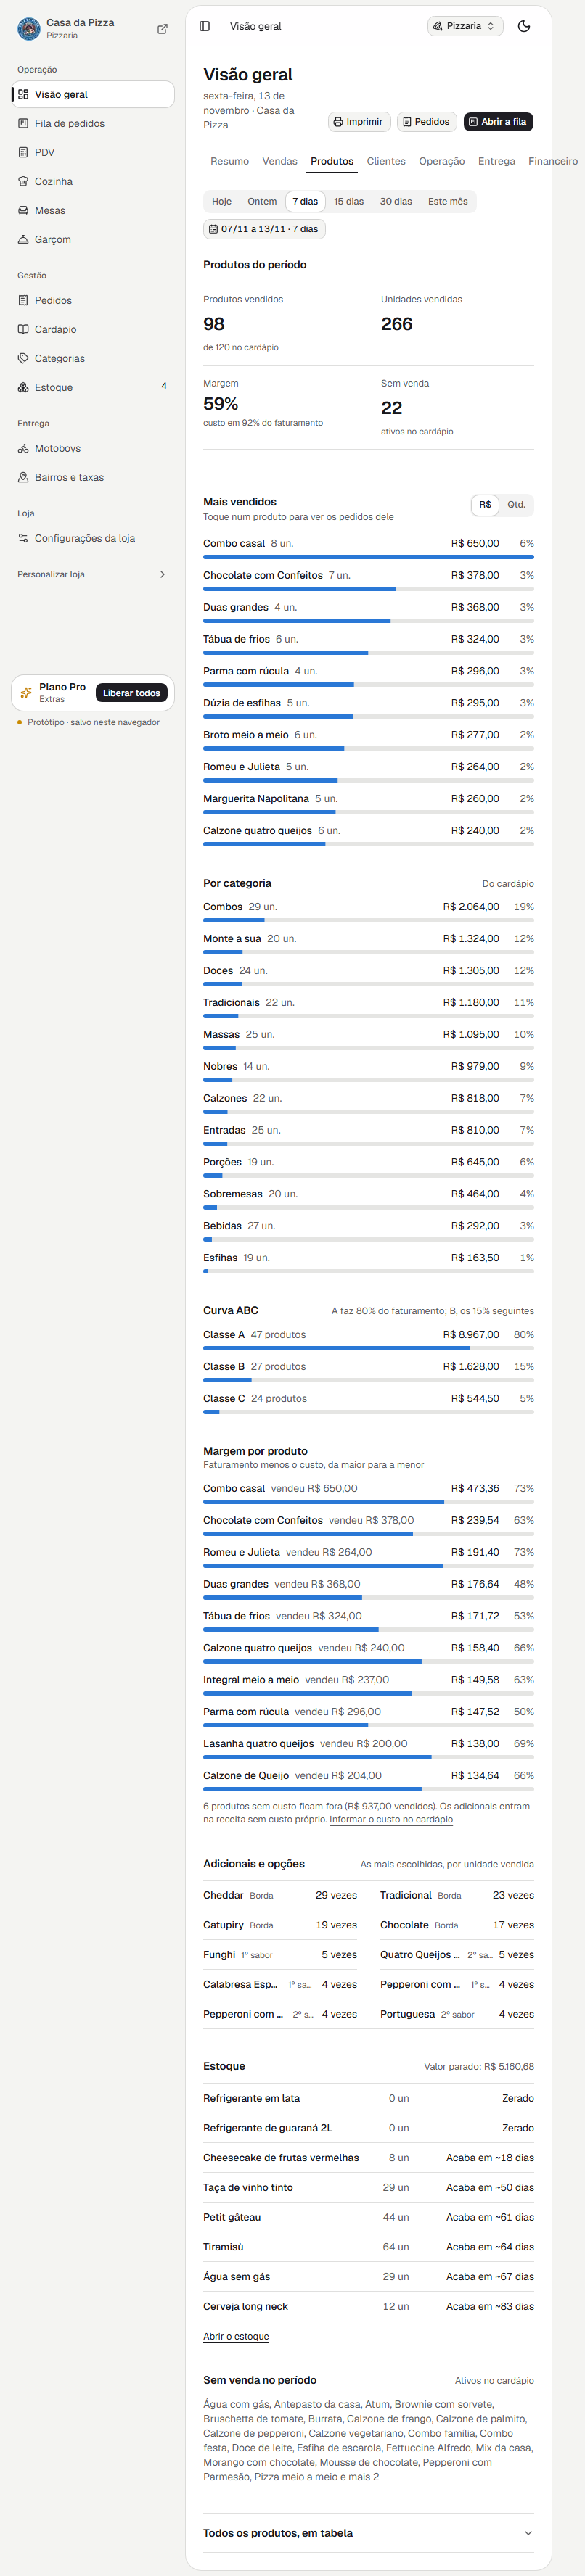 Casa da Pizza
Pizzaria
Operação
Visão geral
Fila de pedidos
PDV
Cozinha
Mesas
Garçom
Gestão
Pedidos
Cardápio
Categorias
Estoque 4
Entrega
Motoboys
Bairros e taxas
Loja
Configurações da loja
Personalizar loja
Plano Pro
Extras
Liberar todos
Protótipo · salvo neste navegador
Visão geral
Pizzaria
Visão geral
sexta-feira, 13 de
novembro · Casa da
Pizza
Imprimir Pedidos Abrir a fila
Resumo Vendas Produtos Clientes Operação Entrega Financeiro
Hoje Ontem 7 dias 15 dias 30 dias Este mês
07/11 a 13/11 · 7 dias
Produtos do período
Produtos vendidos
98
de 120 no cardápio
Unidades vendidas
266
Margem
59%
custo em 92% do faturamento
Sem venda
22
ativos no cardápio
Mais vendidos
Toque num produto para ver os pedidos dele
R$ Qtd.
Combo casal 8 un. R$ 650,00 6%
Chocolate com Confeitos 7 un. R$ 378,00 3%
Duas grandes 4 un. R$ 368,00 3%
Tábua de frios 6 un. R$ 324,00 3%
Parma com rúcula 4 un. R$ 296,00 3%
Dúzia de esfihas 5 un. R$ 295,00 3%
Broto meio a meio 6 un. R$ 277,00 2%
Romeu e Julieta 5 un. R$ 264,00 2%
Marguerita Napolitana 5 un. R$ 260,00 2%
Calzone quatro queijos 6 un. R$ 240,00 2%
Por categoria Do cardápio
Combos 29 un. R$ 2.064,00 19%
Monte a sua 20 un. R$ 1.324,00 12%
Doces 24 un. R$ 1.305,00 12%
Tradicionais 22 un. R$ 1.180,00 11%
Massas 25 un. R$ 1.095,00 10%
Nobres 14 un. R$ 979,00 9%
Calzones 22 un. R$ 818,00 7%
Entradas 25 un. R$ 810,00 7%
Porções 19 un. R$ 645,00 6%
Sobremesas 20 un. R$ 464,00 4%
Bebidas 27 un. R$ 292,00 3%
Esfihas 19 un. R$ 163,50 1%
Curva ABC A faz 80% do faturamento; B, os 15% seguintes
Classe A 47 produtos R$ 8.967,00 80%
Classe B 27 produtos R$ 1.628,00 15%
Classe C 24 produtos R$ 544,50 5%
Margem por produto
Faturamento menos o custo, da maior para a menor
Combo casal vendeu R$ 650,00 R$ 473,36 73%
Chocolate com Confeitos vendeu R$ 378,00 R$ 239,54 63%
Romeu e Julieta vendeu R$ 264,00 R$ 191,40 73%
Duas grandes vendeu R$ 368,00 R$ 176,64 48%
Tábua de frios vendeu R$ 324,00 R$ 171,72 53%
Calzone quatro queijos vendeu R$ 240,00 R$ 158,40 66%
Integral meio a meio vendeu R$ 237,00 R$ 149,58 63%
Parma com rúcula vendeu R$ 296,00 R$ 147,52 50%
Lasanha quatro queijos vendeu R$ 200,00 R$ 138,00 69%
Calzone de Queijo vendeu R$ 204,00 R$ 134,64 66%
6 produtos sem custo ficam fora (R$ 937,00 vendidos). Os adicionais entram
na receita sem custo próprio. Informar o custo no cardápio
Adicionais e opções As mais escolhidas, por unidade vendida
Cheddar Borda 29 vezes Tradicional Borda 23 vezes
Catupiry Borda 19 vezes Chocolate Borda 17 vezes
Funghi 1º sabor 5 vezes Quatro Queijos ... 2º sa... 5 vezes
Calabresa Esp... 1º sa... 4 vezes Pepperoni com ... 1º s... 4 vezes
Pepperoni com ... 2º s... 4 vezes Portuguesa 2º sabor 4 vezes
Estoque Valor parado: R$ 5.160,68
Refrigerante em lata 0 un Zerado
Refrigerante de guaraná 2L 0 un Zerado
Cheesecake de frutas vermelhas 8 un Acaba em ~18 dias
Taça de vinho tinto 29 un Acaba em ~50 dias
Petit gâteau 44 un Acaba em ~61 dias
Tiramisù 64 un Acaba em ~64 dias
Água sem gás 29 un Acaba em ~67 dias
Cerveja long neck 12 un Acaba em ~83 dias
Abrir o estoque
Sem venda no período Ativos no cardápio
Água com gás, Antepasto da casa, Atum, Brownie com sorvete,
Bruschetta de tomate, Burrata, Calzone de frango, Calzone de palmito,
Calzone de pepperoni, Calzone vegetariano, Combo família, Combo
festa, Doce de leite, Esfiha de escarola, Fettuccine Alfredo, Mix da casa,
Morango com chocolate, Mousse de chocolate, Pepperoni com
Parmesão, Pizza meio a meio e mais 2
Todos os produtos, em tabela